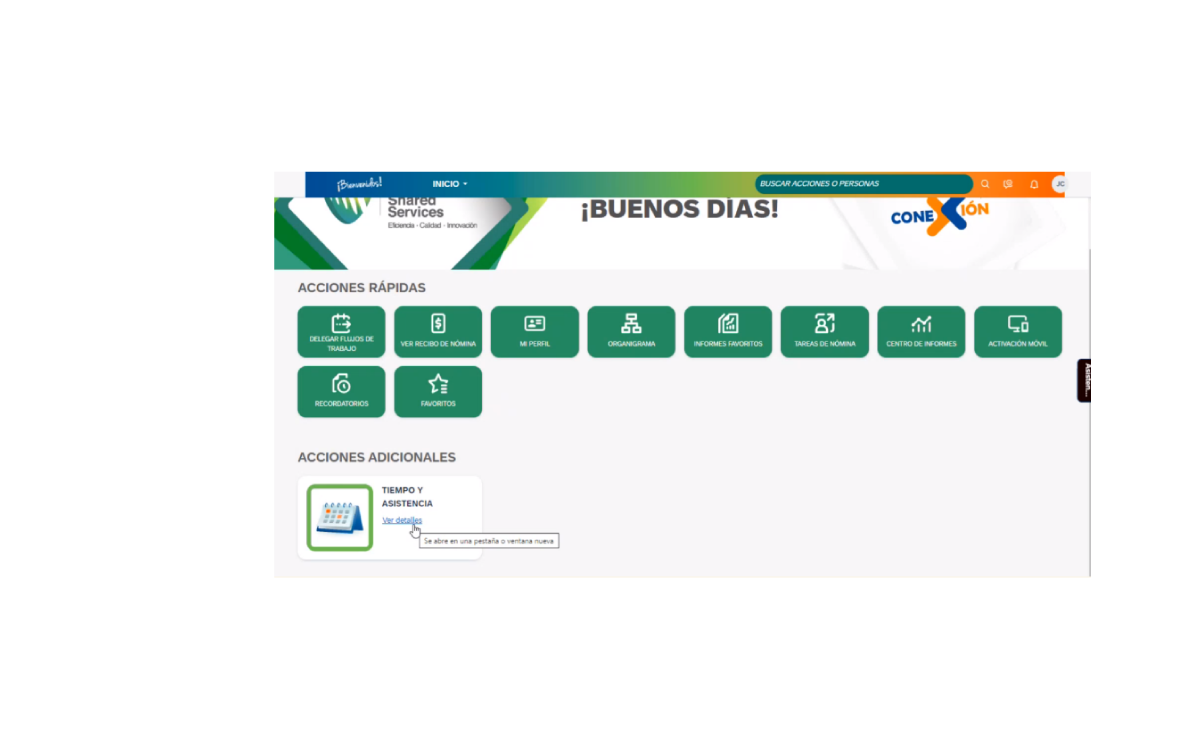 ¡Bienvenidos!
INICIO
BUSCAR ACCIONES O PERSONAS
JC
Shared
Services
Eficiencia - Calidad - Innovación
¡BUENOS DÍAS!
CONEXIÓN
ACCIONES RÁPIDAS
DELEGAR FLUJOS DE
TRABAJO
VER RECIBO DE NÓMINA
MI PERFIL
ORGANIGRAMA
INFORMES FAVORITOS
TAREAS DE NÓMINA
CENTRO DE INFORMES
ACTIVACIÓN MÓVIL
RECORDATORIOS
FAVORITOS
Asisten...
ACCIONES ADICIONALES
TIEMPO Y
ASISTENCIA
Ver detalles
Se abre en una pestaña o ventana nueva